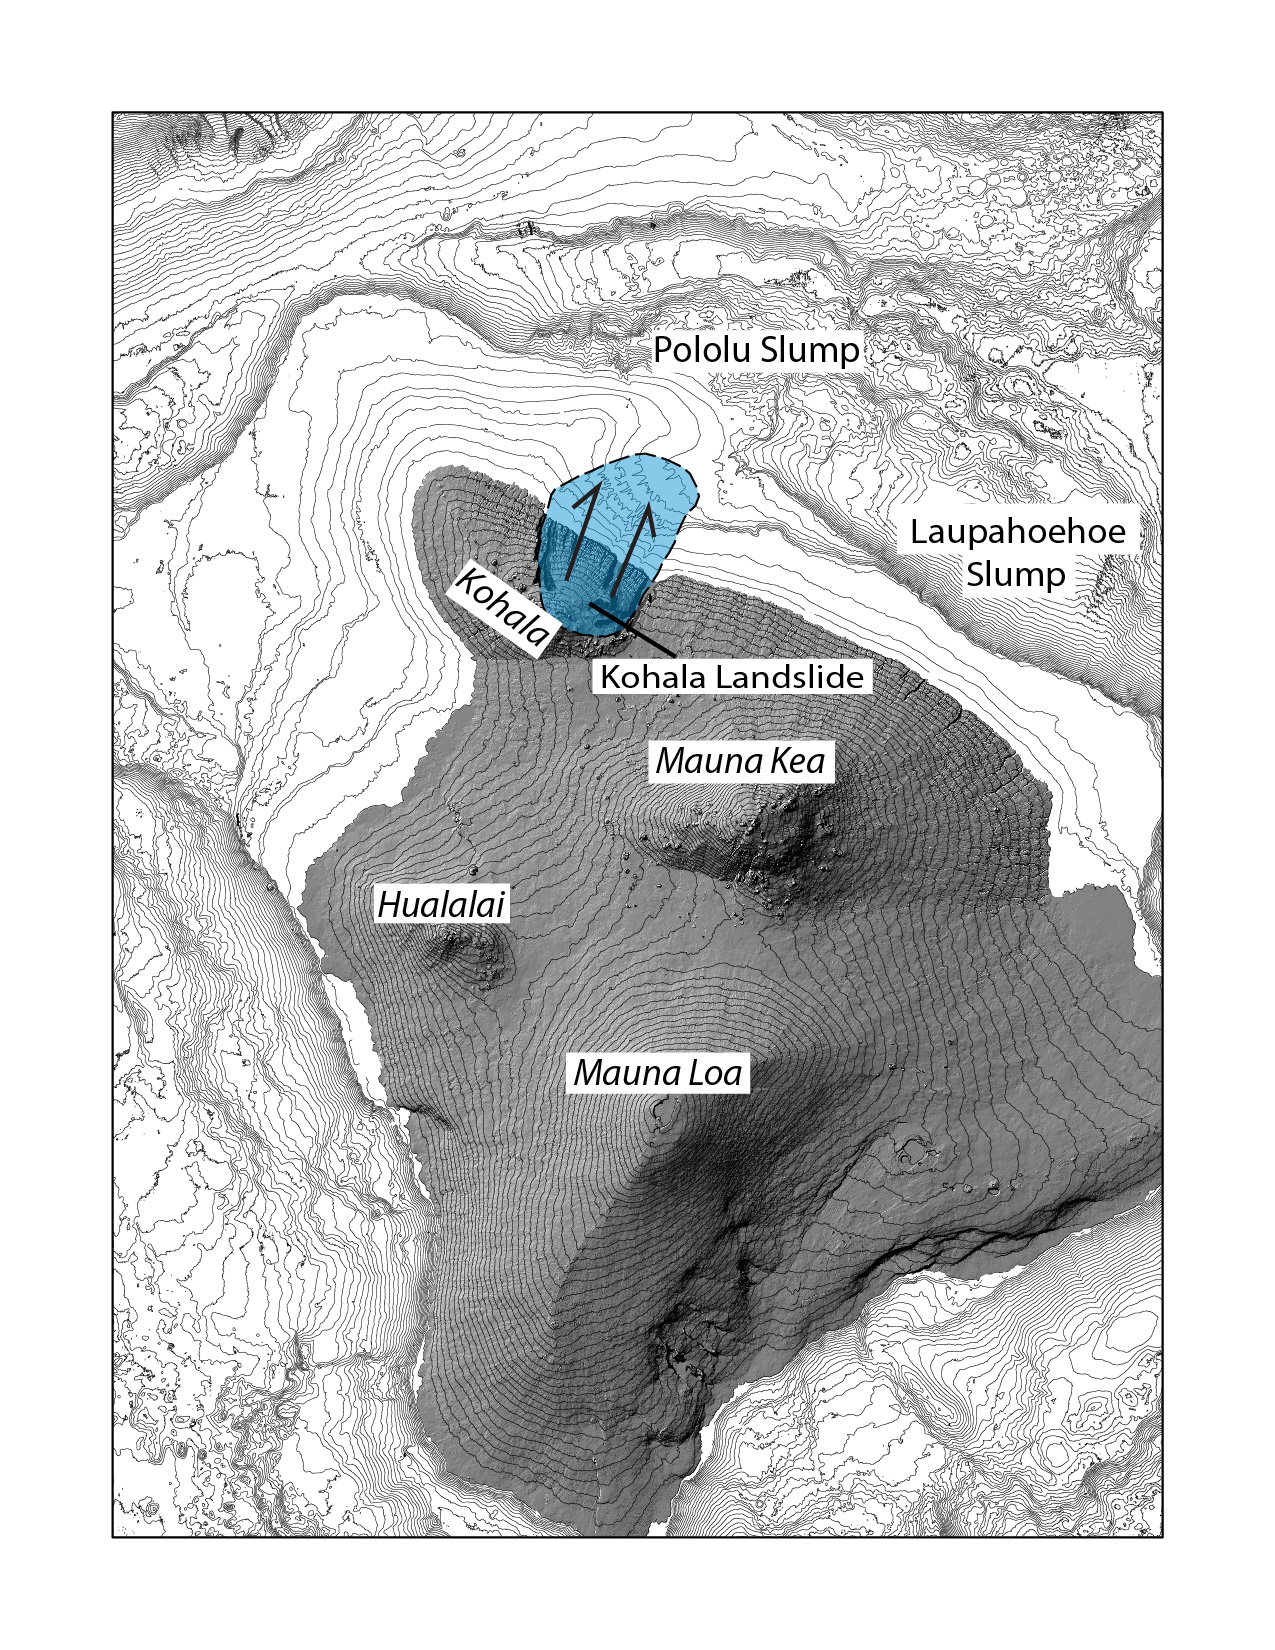 Pololu Slump
Laupahoehoe
Slump
Kohala
Kohala Landslide
Mauna Kea
Hualalai
Mauna Loa